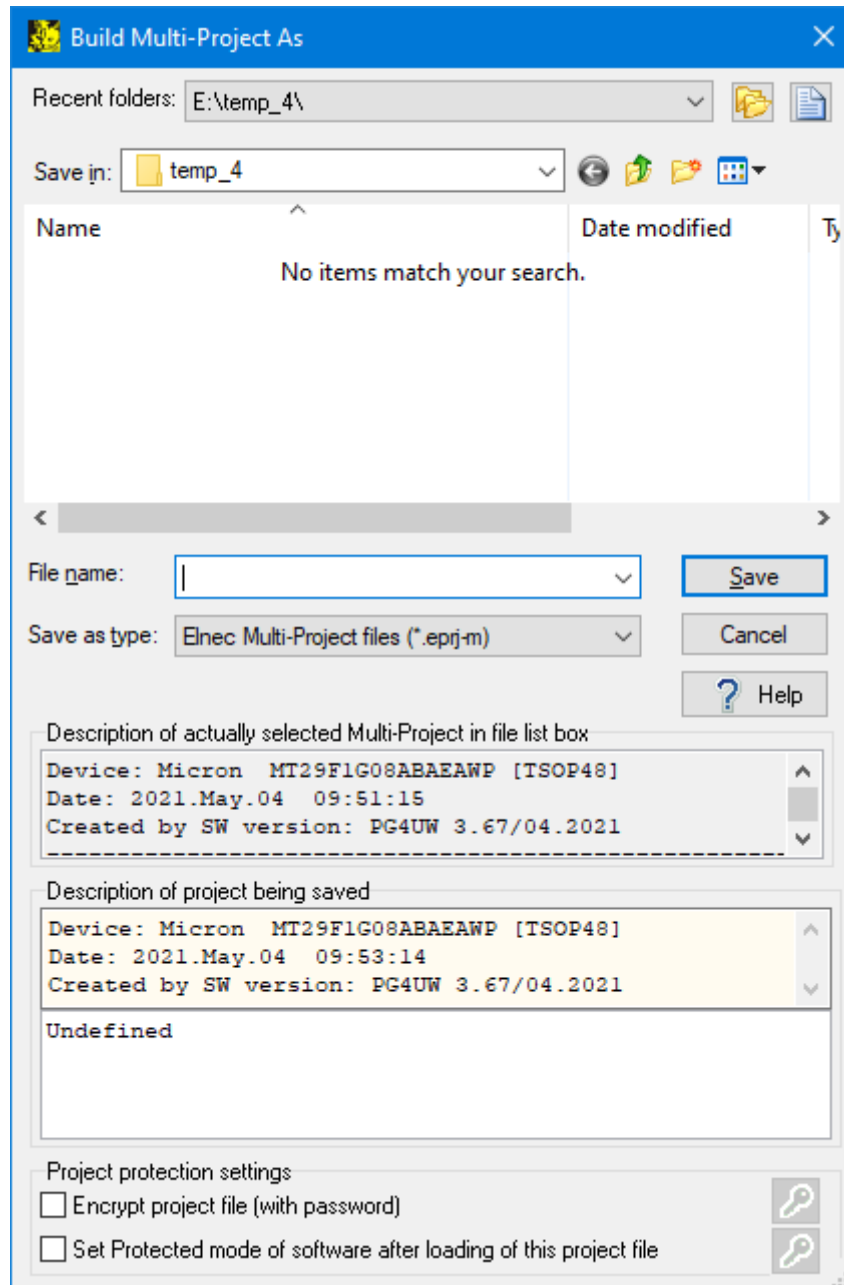 Build Multi-Project As
Recent folders: E:\temp_4\
Save in: temp_4
Name Date modified Ty
No items match your search.
File name: Save
Save as type: Elnec Multi-Project files (*.eprj-m) Cancel
? Help
Description of actually selected Multi-Project in file list box
Device: Micron MT29F1G08ABAEAWP [TSOP48]
Date: 2021.May.04 09:51:15
Created by SW version: PG4UW 3.67/04.2021
-----------------------------------------------------
Description of project being saved
Device: Micron MT29F1G08ABAEAWP [TSOP48]
Date: 2021.May.04 09:53:14
Created by SW version: PG4UW 3.67/04.2021
Undefined
Project protection settings
Encrypt project file (with password)
Set Protected mode of software after loading of this project file